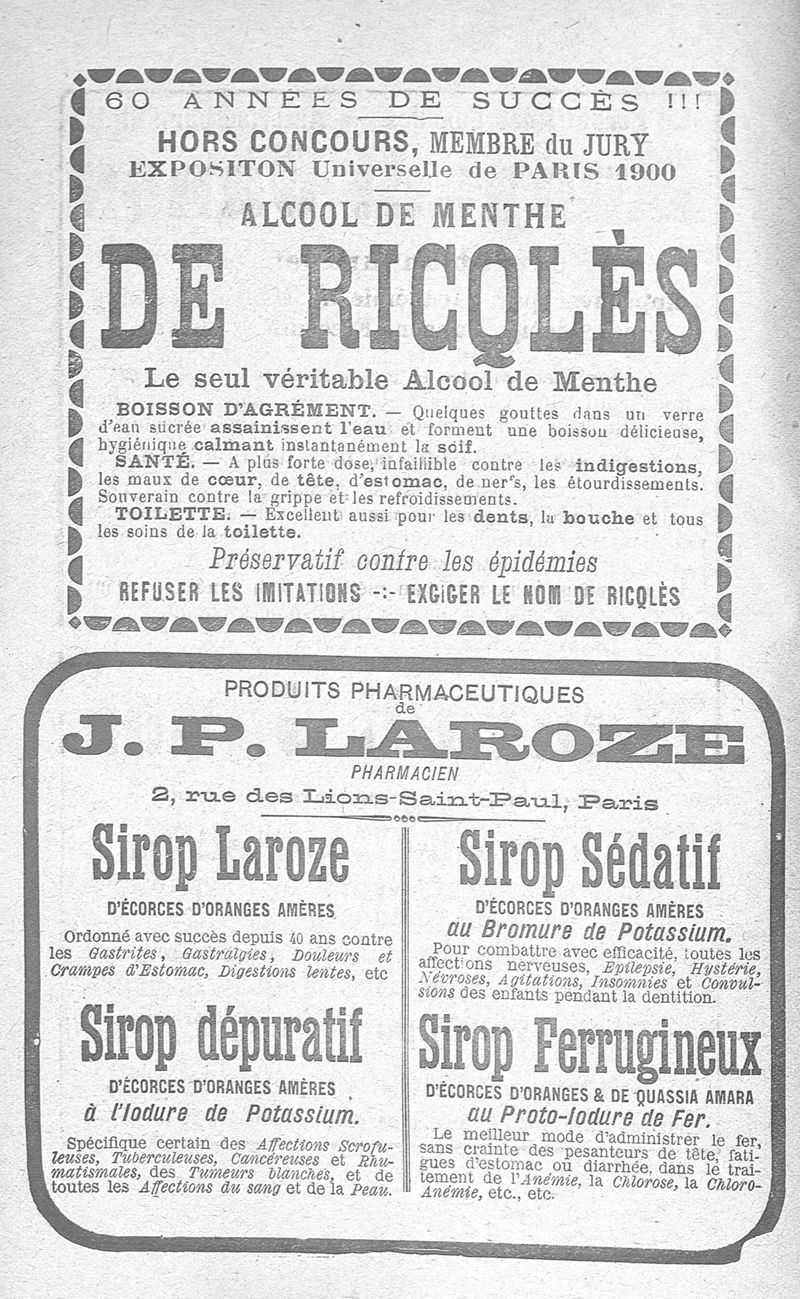 60 ANNÉES DE SUCCÈS !!!
HORS CONCOURS, MEMBRE du JURY
EXPOSITON Universelle de PARIS 1900
ALCOOL DE MENTHE
DE RICQLÈS
Le seul véritable Alcool de Menthe
BOISSON D'AGRÉMENT. — Quelques gouttes dans un verre
d'eau sucrée assainissent l'eau et forment une boisson délicieuse,
hygiénique calmant instantanément la soif.
SANTÉ. — A plus forte dose, infaillible contre les indigestions,
les maux de cœur, de tête, d'estomac, de nerfs, les étourdissements.
Souverain contre la grippe et les refroidissements.
TOILETTE. — Excellent aussi pour les dents, la bouche et tous
les soins de la toilette.
Préservatif contre les épidémies
REFUSER LES IMITATIONS -:- EXGiGER LE NOM DE RICQLÈS
PRODUITS PHARMACEUTIQUES
de
J. P. LAROZE
PHARMACIEN
2, rue des Lions-Saint-Paul, Paris
Sirop Laroze
D'ÉCORCES D'ORANGES AMÈRES
Ordonné avec succès depuis 40 ans contre
les Gastrites, Gastralgies, Douleurs et
Crampes d'Estomac, Digestions lentes, etc
Sirop dépuratif
D'ÉCORCES D'ORANGES AMÈRES
à l'Iodure de Potassium.
Spécifique certain des Affections Scrofu-
leuses, Tuberculeuses, Cancéreuses et Rhu-
matismales, des Tumeurs blanches, et de
toutes les Affections du sang et de la Peau.
Sirop Sédatif
D'ÉCORCES D'ORANGES AMÈRES
au Bromure de Potassium.
Pour combattre avec efficacité, toutes les
affections nerveuses, Epilepsie, Hystérie,
Névroses, Agitations, Insomnies et Convul-
sions des enfants pendant la dentition.
Sirop Ferrugineux
D'ÉCORCES D'ORANGES & DE QUASSIA AMARA
au Proto-Iodure de Fer.
Le meilleur mode d'administrer le fer,
sans crainte des pesanteurs de tête, fati-
gues d'estomac ou diarrhée, dans le trai-
tement de l'Anémie, la Chlorose, la Chloro-
Anémie, etc., etc.